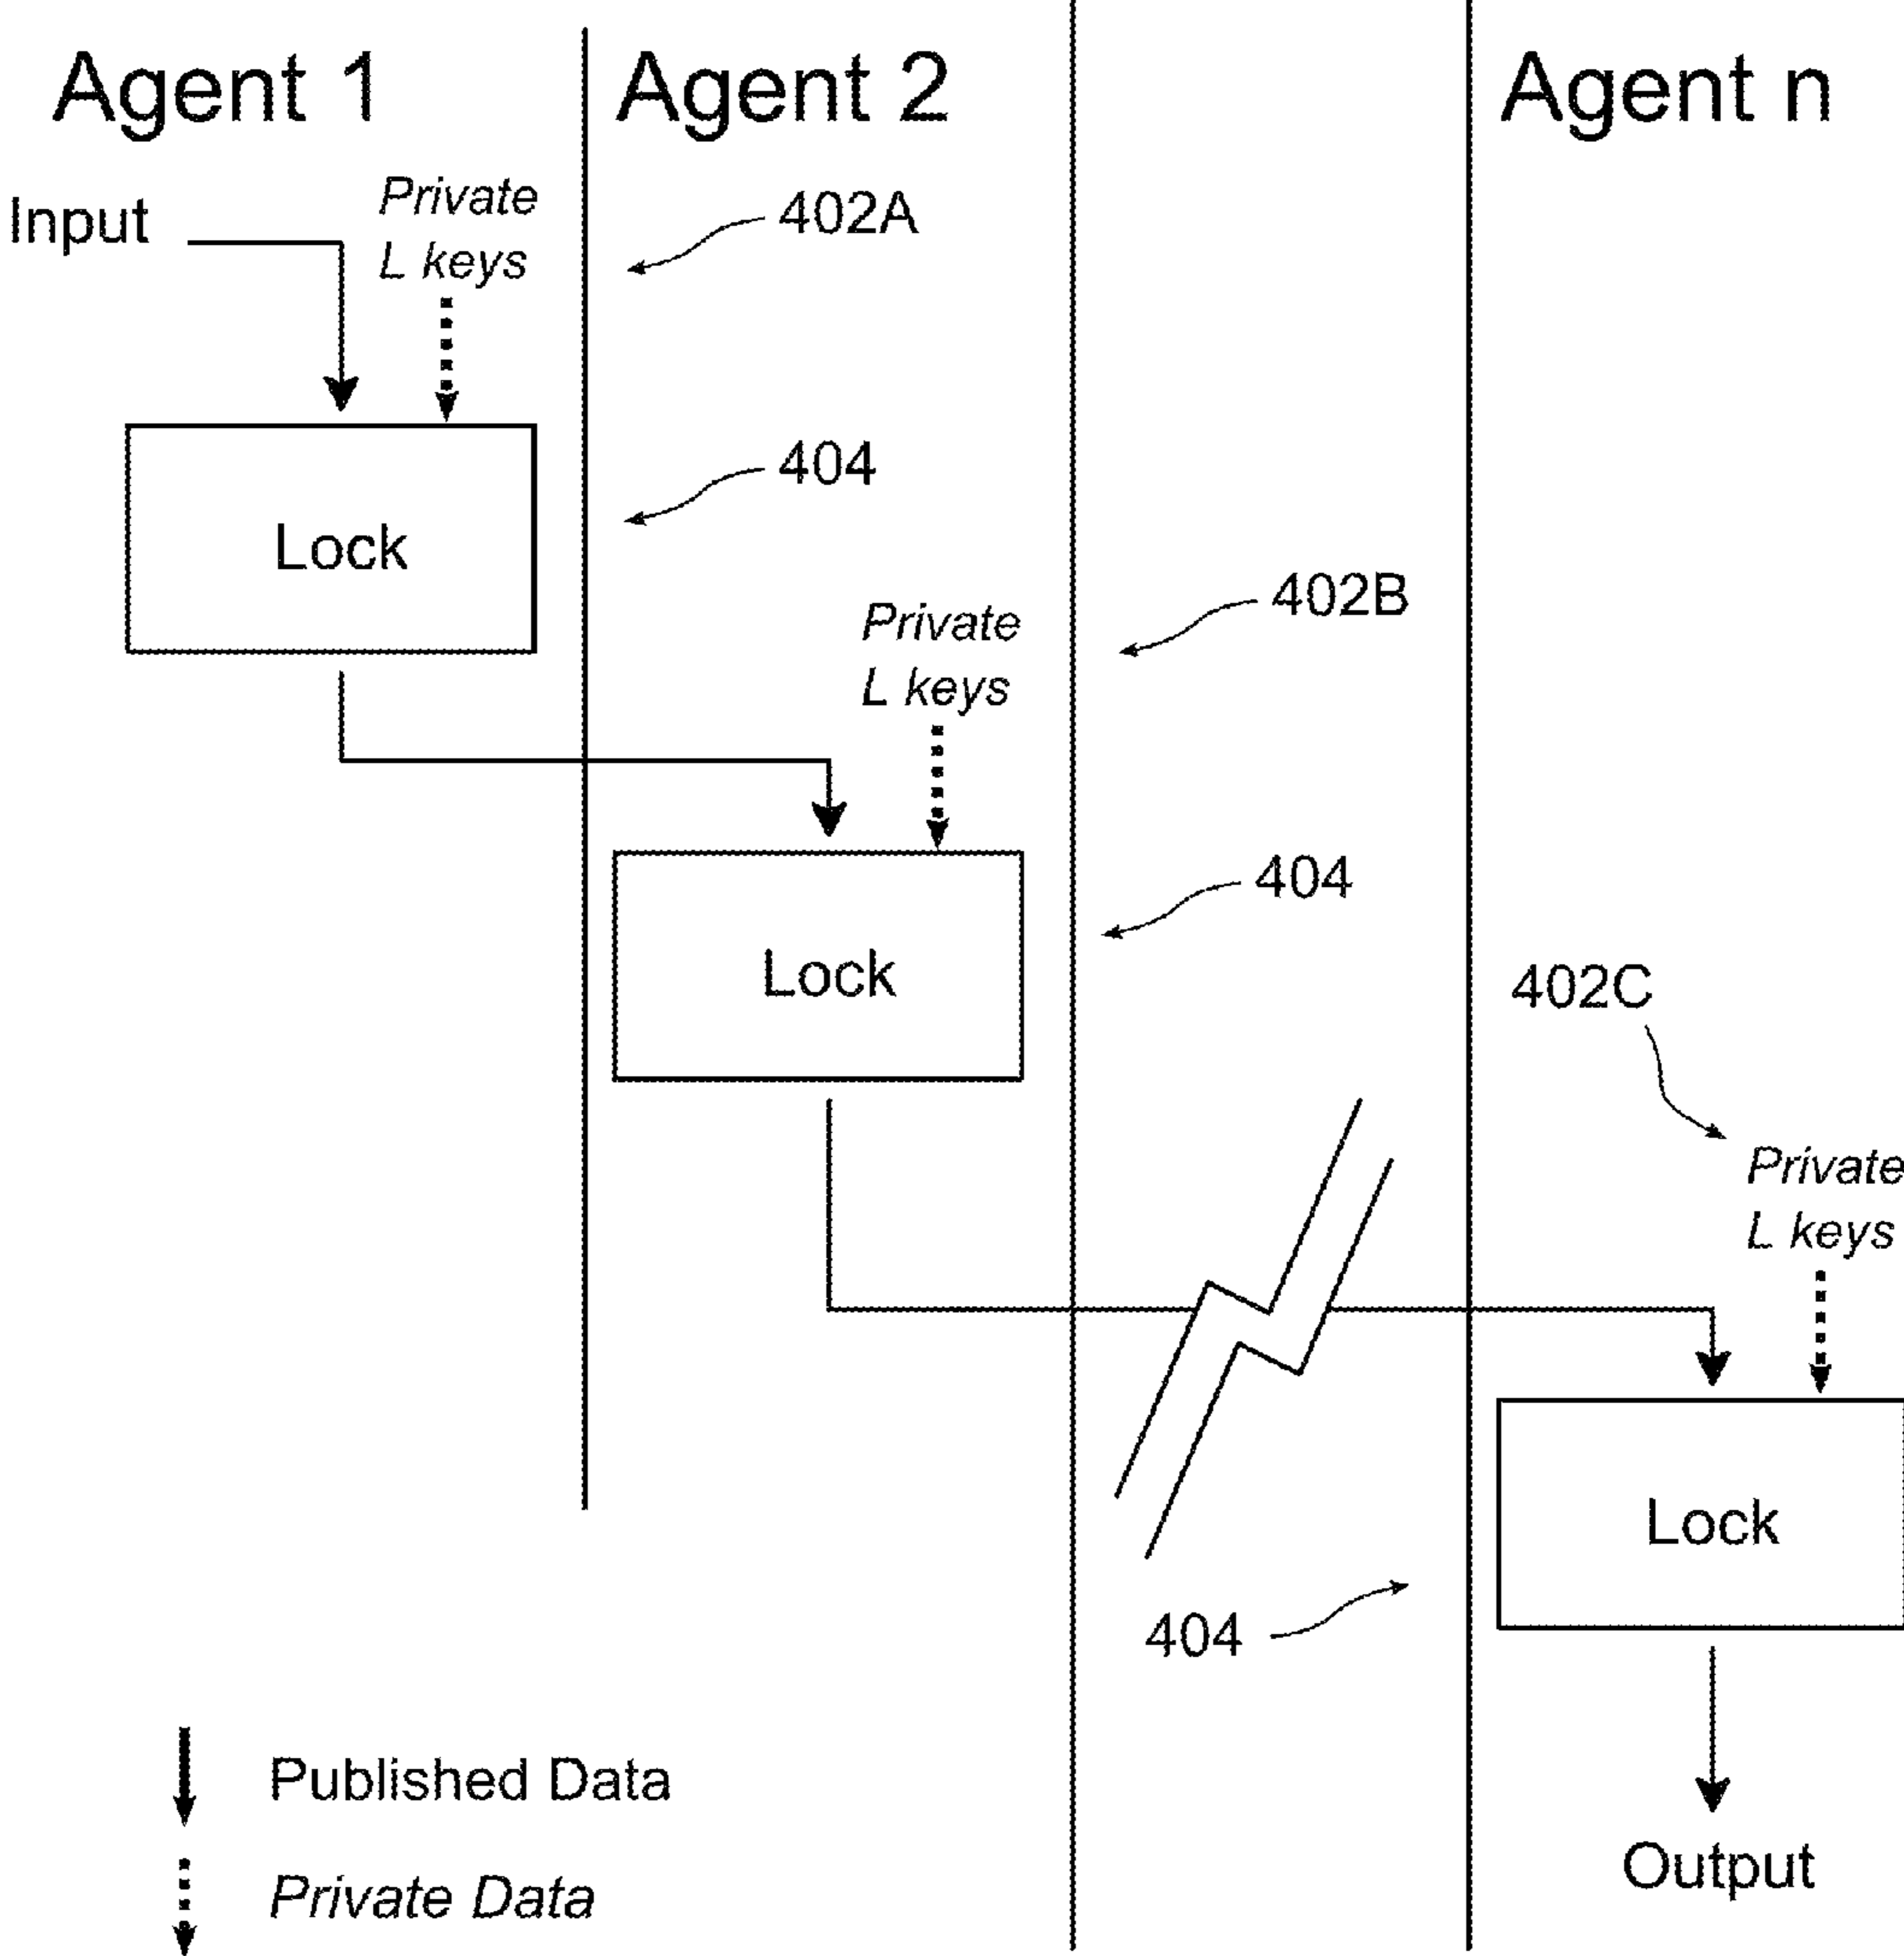 Agent 1
Agent 2
Agent n
Input
Private
L keys
402A
404
Lock
402B
Private
L keys
404
Lock
402C
Private
L keys
Lock
404
Published Data
Private Data
Output